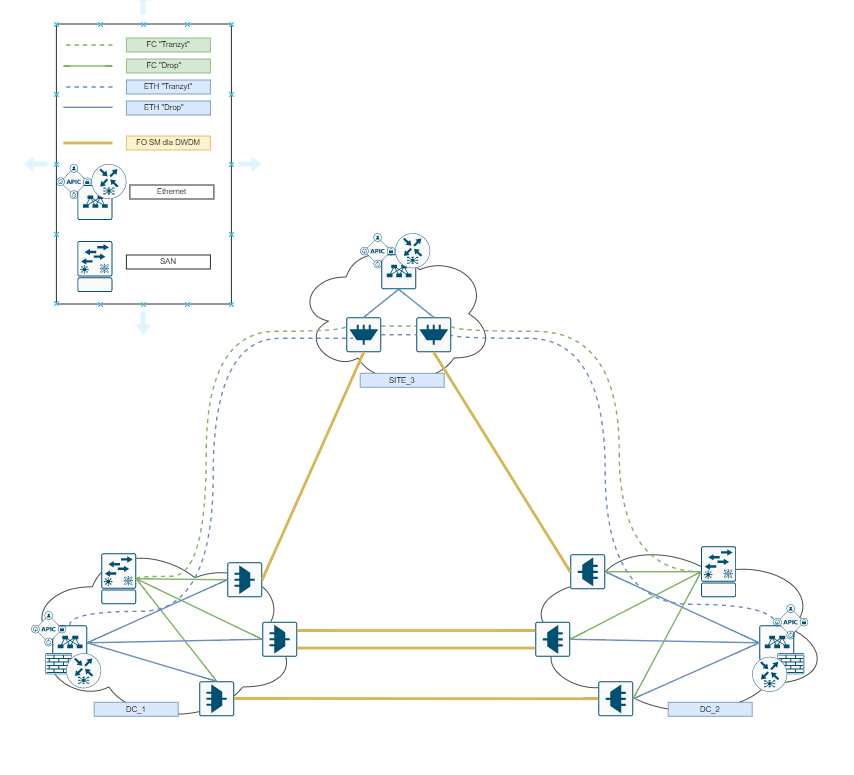 FC "Tranzyt"
FC "Drop"
ETH "Tranzyt"
ETH "Drop"
FO SM dla DWDM
APIC
Ethernet
SAN
APIC
SITE_3
APIC
APIC
DC_1
DC_2